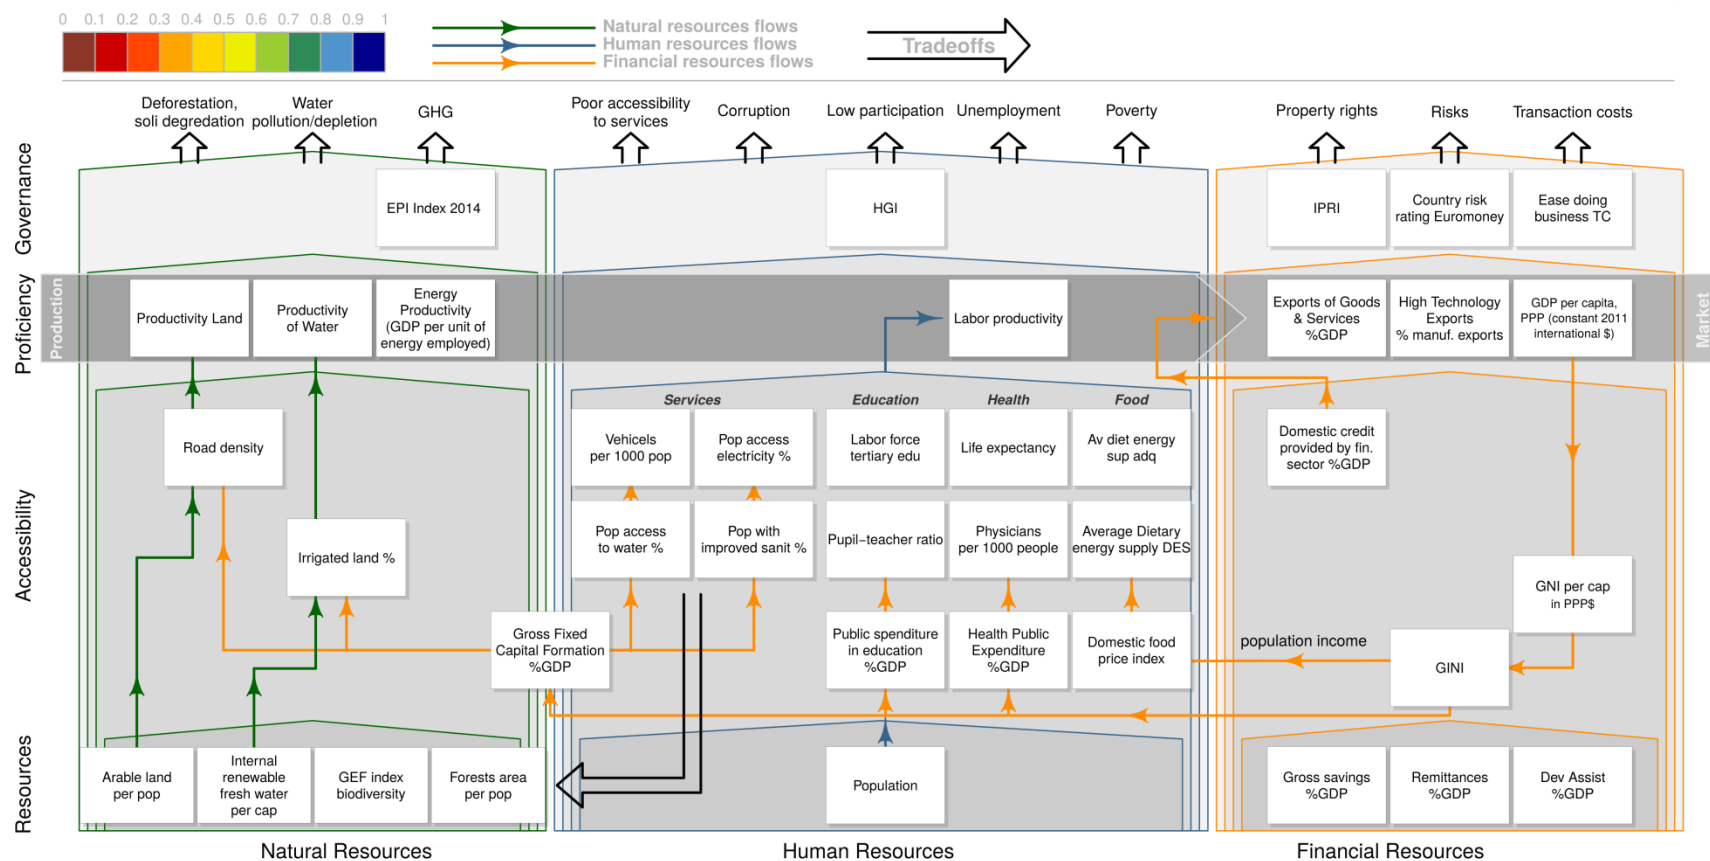 0 0.1 0.2 0.3 0.4 0.5 0.6 0.7 0.8 0.9 1
Natural resources flows
Human resources flows
Financial resources flows
Tradeoffs
Deforestation,
soli degredation
Water
pollution/depletion
GHG
Poor accessibility
to services
Corruption
Low participation
Unemployment
Poverty
Property rights
Risks
Transaction costs
Governance
EPI Index 2014
HGI
IPRI
Country risk
rating Euromoney
Ease doing
business TC
Proficiency
Production
Productivity Land
Productivity
of Water
Energy
Productivity
(GDP per unit of
energy employed)
Labor productivity
Exports of Goods
& Services
%GDP
High Technology
Exports
% manuf. exports
GDP per capita,
PPP (constant 2011
international $)
Market
Accessibility
Services
Education
Health
Food
Road density
Vehicels
per 1000 pop
Pop access
electricity %
Labor force
tertiary edu
Life expectancy
Av diet energy
sup adq
Domestic credit
provided by fin.
sector %GDP
Irrigated land %
Pop access
to water %
Pop with
improved sanit %
Pupil–teacher ratio
Physicians
per 1000 people
Average Dietary
energy supply DES
GNI per cap
in PPP$
Gross Fixed
Capital Formation
%GDP
Public spenditure
in education
%GDP
Health Public
Expenditure
%GDP
Domestic food
price index
population income
GINI
Resources
Arable land
per pop
Internal
renewable
fresh water
per cap
GEF index
biodiversity
Forests area
per pop
Population
Gross savings
%GDP
Remittances
%GDP
Dev Assist
%GDP
Natural Resources
Human Resources
Financial Resources